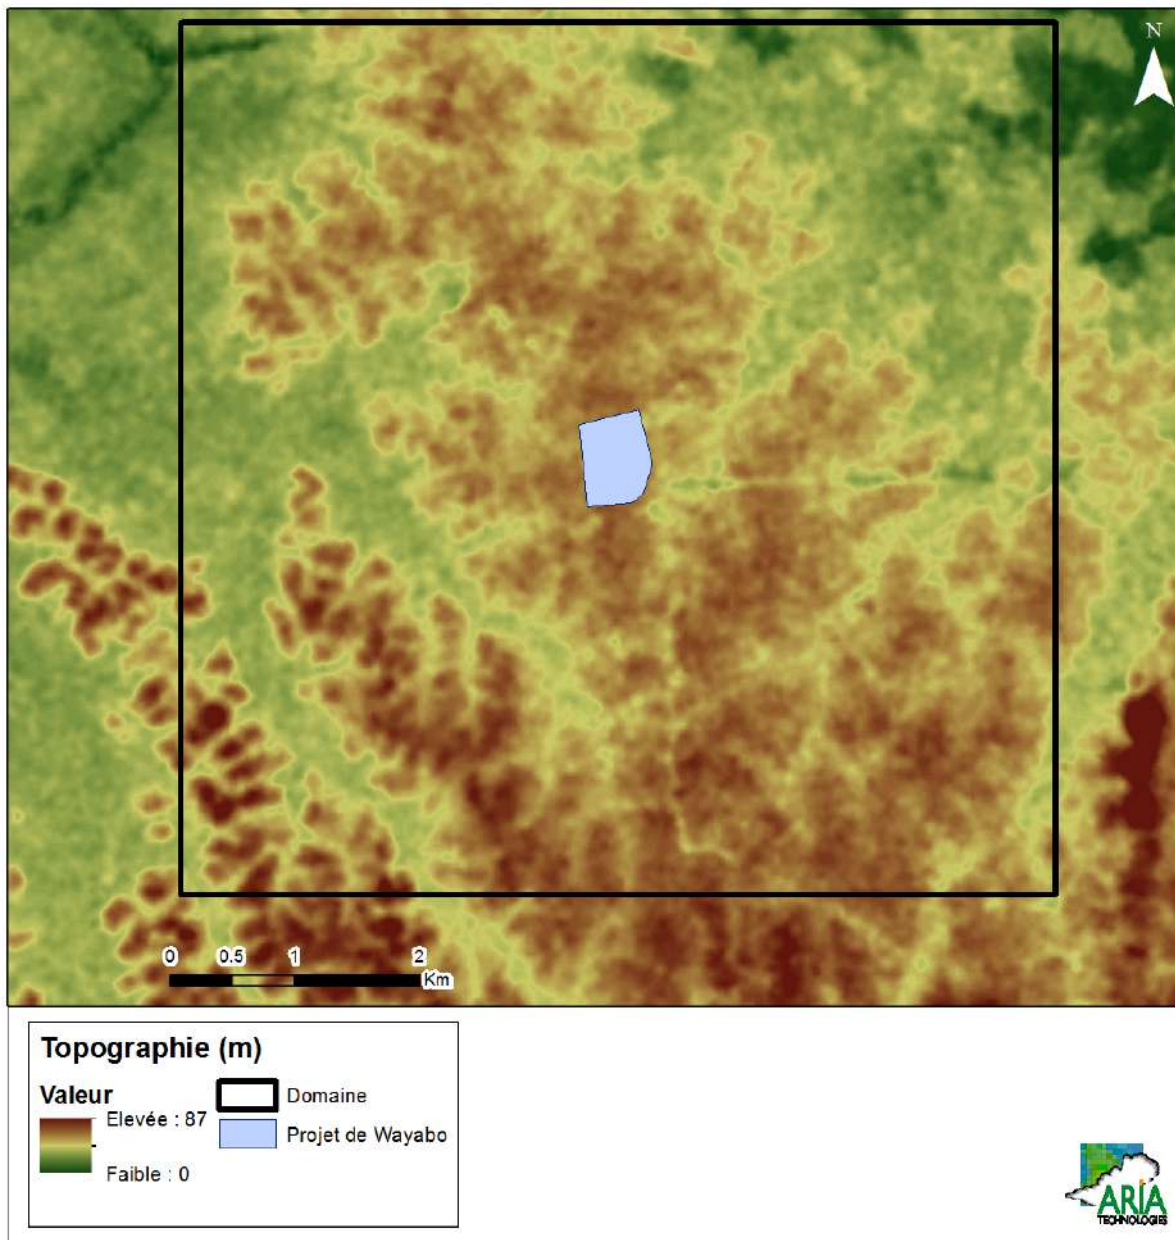 N
0 0.5 1 2
Km
Topographie (m)
Valeur
Elevée : 87
Faible : 0
Domaine
Projet de Wayabo
ARIA
TECHNOLOGIES